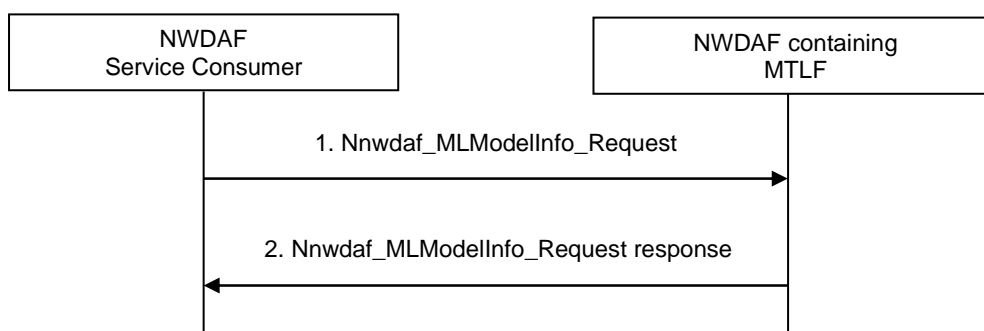 NWDAF
Service Consumer
NWDAF containing
MTLF
1. Nnwdaf_MLModelInfo_Request
2. Nnwdaf_MLModelInfo_Request response